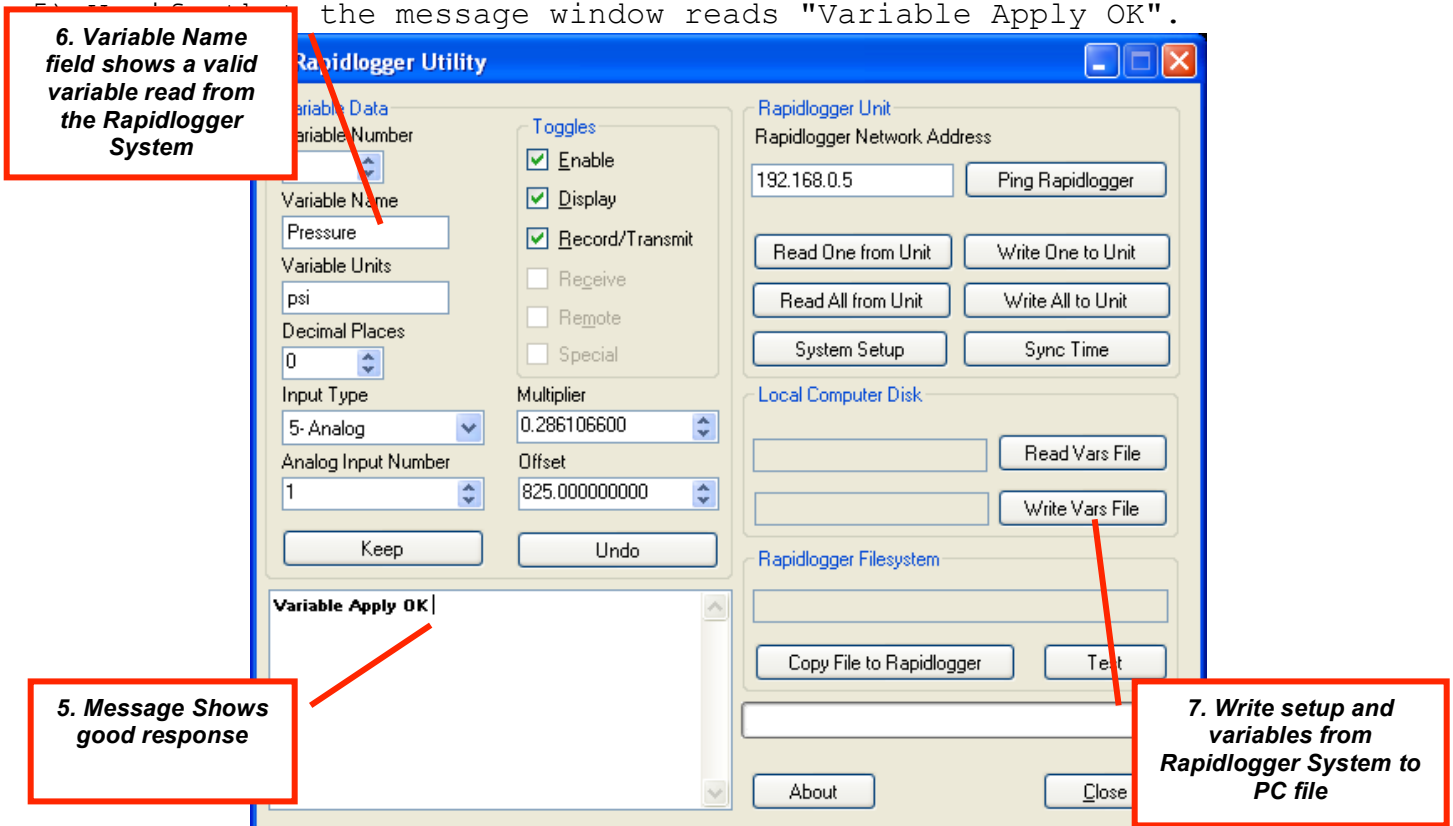 the message window reads "Variable Apply OK".
6. Variable Name
field shows a valid
variable read from
the Rapidlogger
System
Rapidlogger Utility
Variable Data
Variable Number
Variable Name
Pressure
Variable Units
psi
Decimal Places
0
Input Type
5- Analog
Analog Input Number
1
Keep
Toggles
Enable
Display
Record/Transmit
Receive
Remote
Special
Multiplier
0.286106600
Offset
825.000000000
Undo
Variable Apply OK
5. Message Shows
good response
Rapidlogger Unit
Rapidlogger Network Address
192.168.0.5
Ping Rapidlogger
Read One from Unit
Write One to Unit
Read All from Unit
Write All to Unit
System Setup
Sync Time
Local Computer Disk
Read Vars File
Write Vars File
Rapidlogger Filesystem
Copy File to Rapidlogger
Test
About
Close
7. Write setup and
variables from
Rapidlogger System to
PC file